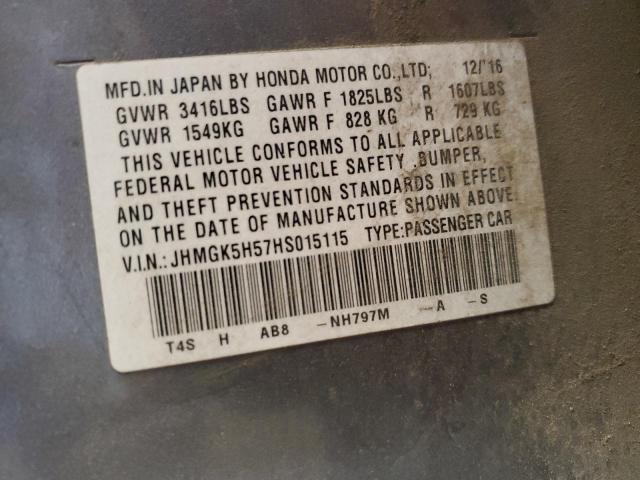 MFD.IN JAPAN BY HONDA MOTOR CO.,LTD; 12/'16
GVWR 3416LBS GAWR F 1825LBS R 1607LBS
GVWR 1549KG GAWR F 828 KG R 729 KG
THIS VEHICLE CONFORMS TO ALL APPLICABLE
FEDERAL MOTOR VEHICLE SAFETY .BUMPER,
AND THEFT PREVENTION STANDARDS IN EFFECT
ON THE DATE OF MANUFACTURE SHOWN ABOVE.
V.I.N.: JHMGK5H57HS015115 TYPE:PASSENGER CAR
T4S H AB8 -NH797M -A -S